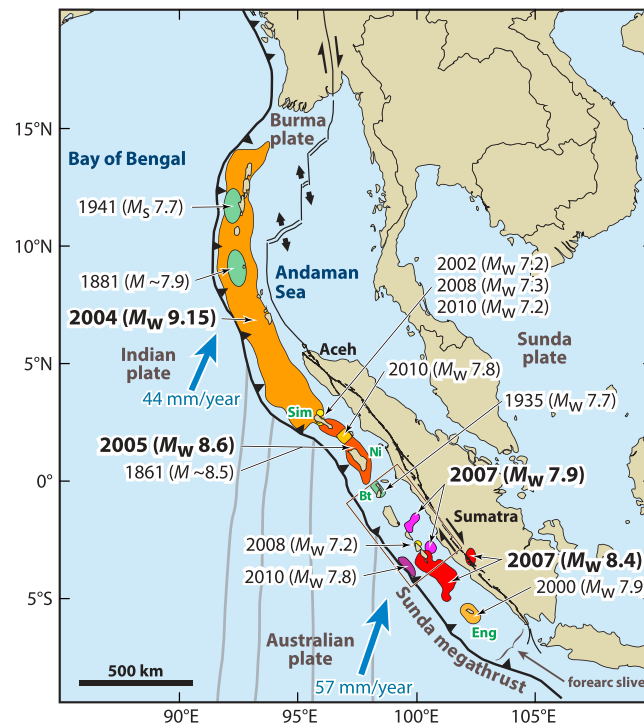 15°N
10°N
5°N
0°
5°S
90°E
95°E
100°E
105°E
Burma
plate
Bay of Bengal
1941 (MS 7.7)
1881 (M ~7.9)
2004 (MW 9.15)
Andaman
Sea
2002 (MW 7.2)
2008 (MW 7.3)
2010 (MW 7.2)
Sunda
plate
Indian
plate
44 mm/year
Aceh
2010 (MW 7.8)
1935 (MW 7.7)
Sim
2005 (MW 8.6)
1861 (M ~8.5)
Ni
Bt
2007 (MW 7.9)
Sumatra
2008 (MW 7.2)
2010 (MW 7.8)
2007 (MW 8.4)
2000 (MW 7.9
Eng
Australian
plate
57 mm/year
Sunda megathrust
forearc slive
500 km